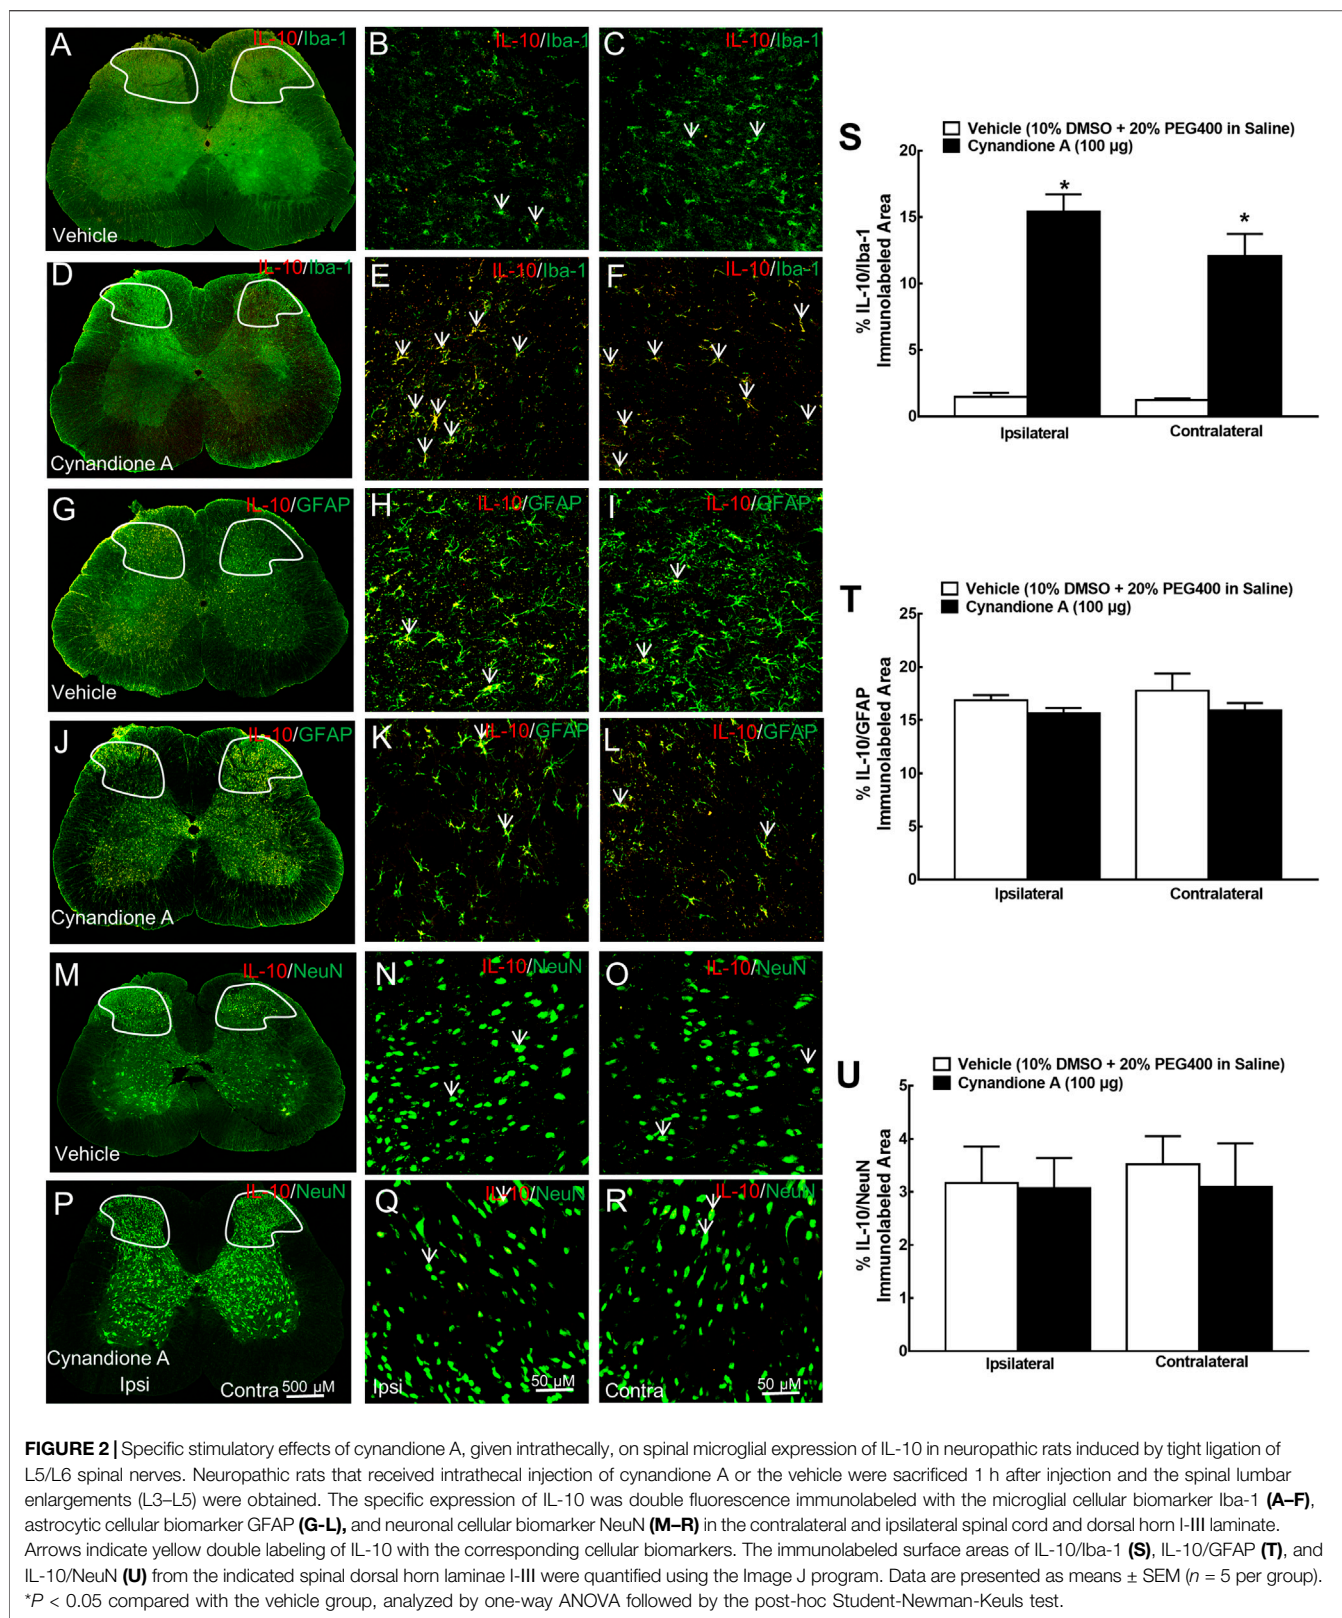 A
IL-10/Iba-1
Vehicle
B
IL-10/Iba-1
C
IL-10/Iba-1
D
IL-10/Iba-1
Cynandione A
E
IL-10/Iba-1
F
IL-10/Iba-1
G
IL-10/GFAP
Vehicle
H
IL-10/GFAP
I
IL-10/GFAP
J
IL-10/GFAP
Cynandione A
K
IL-10/GFAP
L
IL-10/GFAP
M
IL-10/NeuN
Vehicle
N
IL-10/NeuN
O
IL-10/NeuN
P
IL-10/NeuN
Cynandione A
Ipsi
Contra
500 µM
Q
IL-10/NeuN
Ipsi
50 µM
R
IL-10/NeuN
Contra
50 µM
S
Vehicle (10% DMSO + 20% PEG400 in Saline)
Cynandione A (100 µg)
% IL-10/Iba-1
Immunolabeled Area
20
15
10
5
0
*
*
Ipsilateral
Contralateral
T
Vehicle (10% DMSO + 20% PEG400 in Saline)
Cynandione A (100 µg)
% IL-10/GFAP
Immunolabeled Area
25
20
15
10
5
0
Ipsilateral
Contralateral
U
Vehicle (10% DMSO + 20% PEG400 in Saline)
Cynandione A (100 µg)
% IL-10/NeuN
Immunolabeled Area
5
4
3
2
1
0
Ipsilateral
Contralateral
FIGURE 2 | Specific stimulatory effects of cynandione A, given intrathecally, on spinal microglial expression of IL-10 in neuropathic rats induced by tight ligation of
L5/L6 spinal nerves. Neuropathic rats that received intrathecal injection of cynandione A or the vehicle were sacrificed 1 h after injection and the spinal lumbar
enlargements (L3–L5) were obtained. The specific expression of IL-10 was double fluorescence immunolabeled with the microglial cellular biomarker Iba-1 (A–F),
astrocytic cellular biomarker GFAP (G-L), and neuronal cellular biomarker NeuN (M–R) in the contralateral and ipsilateral spinal cord and dorsal horn I-III laminate.
Arrows indicate yellow double labeling of IL-10 with the corresponding cellular biomarkers. The immunolabeled surface areas of IL-10/Iba-1 (S), IL-10/GFAP (T), and
IL-10/NeuN (U) from the indicated spinal dorsal horn laminae I-III were quantified using the Image J program. Data are presented as means ± SEM (n = 5 per group).
*P < 0.05 compared with the vehicle group, analyzed by one-way ANOVA followed by the post-hoc Student-Newman-Keuls test.